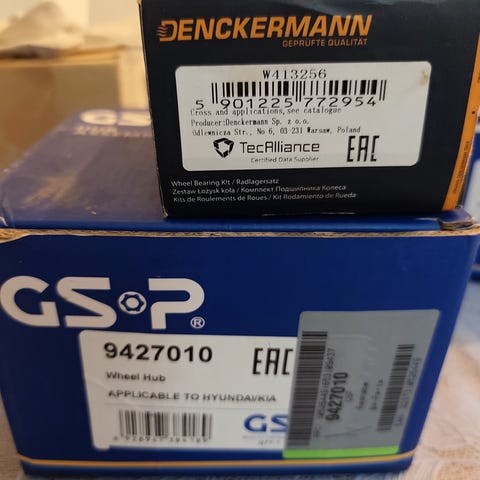 DENCKERMANN
GEPRÜFTE QUALITÄT
W413256
5 901225 772954
Cross and applications, see catalogue
Producer:Denckermann Sp. z o.o.
Odlewnicza Str., No 6, 03 231 Warsaw, Poland
TecAlliance
Certified Data Supplier
EAC
Wheel Bearing Kit / Radlagersatz
Zestaw Łożysk koła / Комплект Подшипника Колеса
Kits de Roulements de Roues / Kit Rodamiento de Rueda
GSP
GSP®
9427010
EAC
Wheel Hub
APPLICABLE TO HYUNDAI/KIA
GS
9427010
GSP